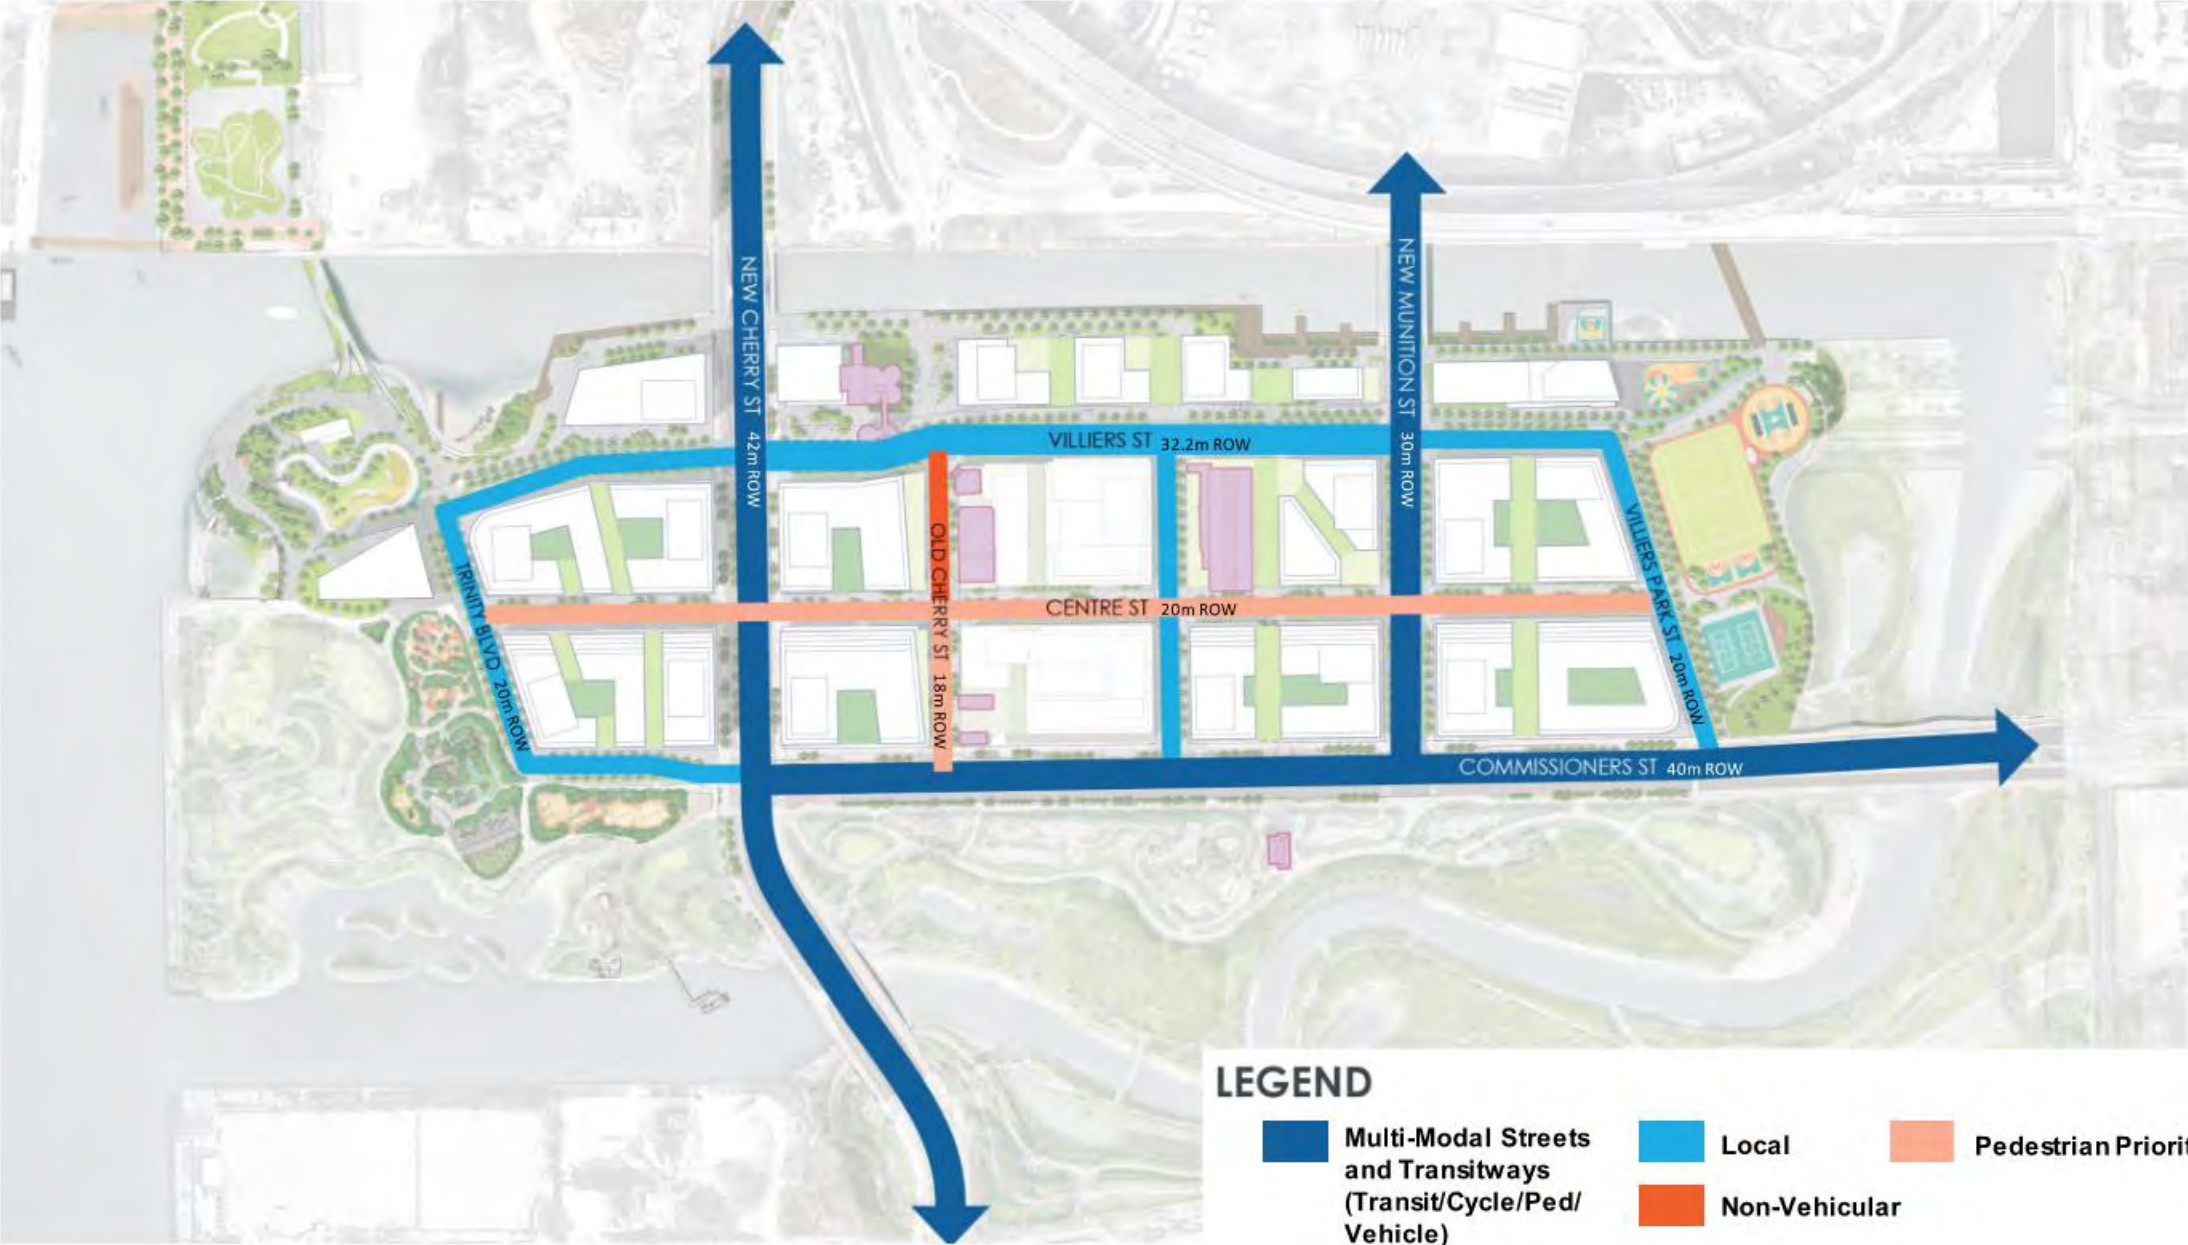 NEW CHERRY ST 42m ROW
NEW MUNITION ST 30m ROW
VILLIERS ST 32.2m ROW
OLD CHERRY ST 18m ROW
TRINITY BLVD 20m ROW
VILLIERS PARK ST 20m ROW
CENTRE ST 20m ROW
COMMISSIONERS ST 40m ROW
LEGEND
Multi-Modal Streets
and Transitways
(Transit/Cycle/Ped/
Vehicle)
Local
Non-Vehicular
Pedestrian Priorit